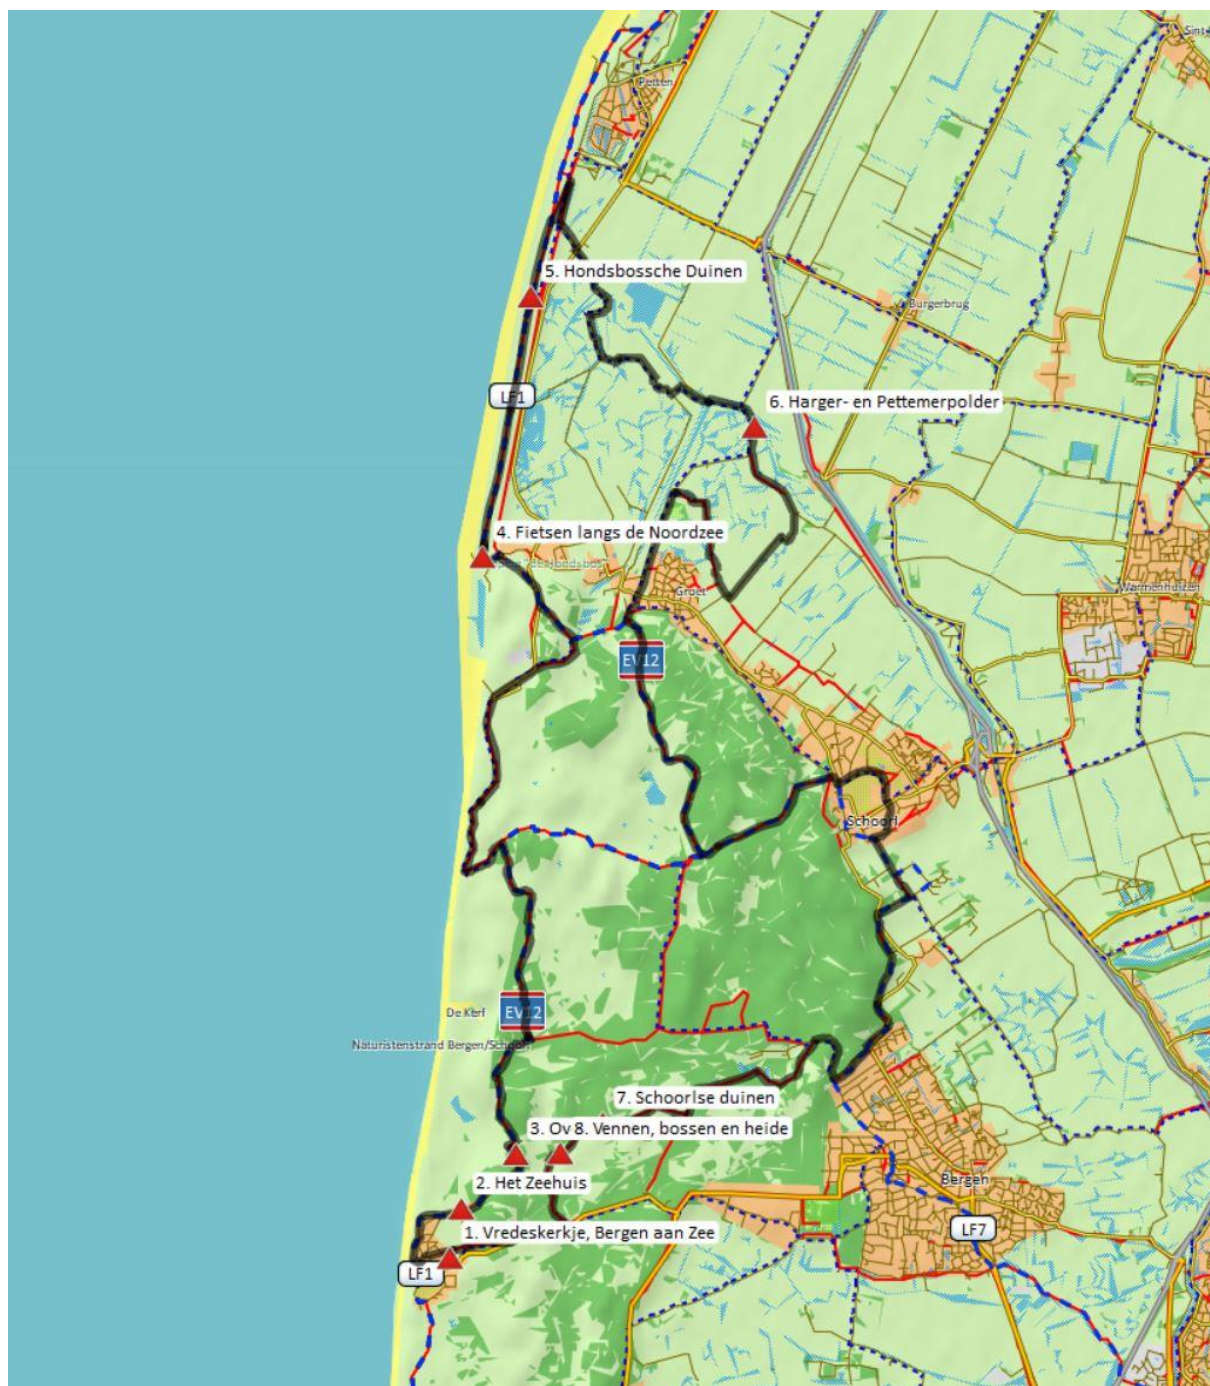 Petten
5. Hondsbossche Duinen
Burgerbrug
LF1
6. Harger- en Pettemerpolder
4. Fietsen langs de Noordzee
Groet
Warmenhuizen
EV12
Schoorl
De Kerf
EV12
Naturistenstrand Bergen/Schoorl
7. Schoorlse duinen
3. Ov
8. Vennen, bossen en heide
2. Het Zeehuis
Bergen
1. Vredeskerkje, Bergen aan Zee
LF7
LF1